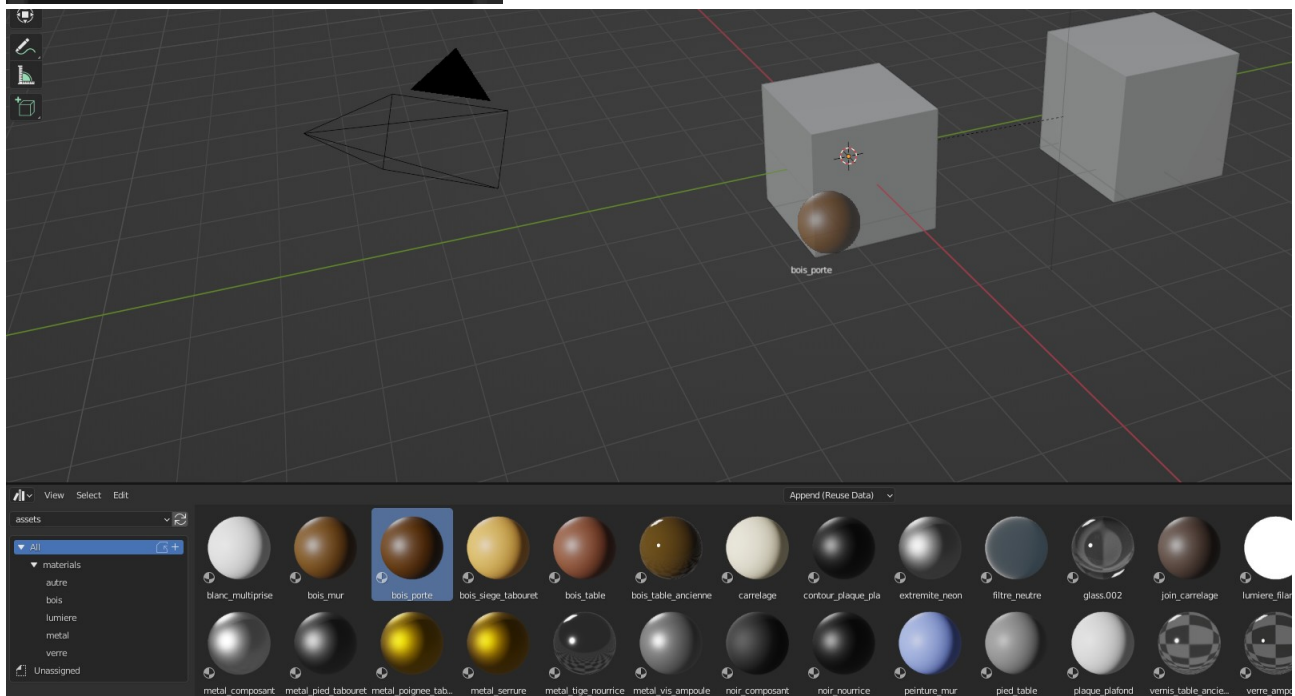 bois_porte
View Select Edit
Append (Reuse Data)
assets
All
materials
autre
bois
lumiere
metal
verre
Unassigned
blanc_multiprise bois_mur bois_porte bois_siege_tabouret bois_table bois_table_ancienne carrelage contour_plaque_pla extremite_neon filtre_neutre glass.002 join_carrelage lumiere_filar
metal_composant metal_pied_tabouret metal_poignee_tab... metal_serrure metal_tige_nourrice metal_vis_ampoule noir_composant noir_nourrice peinture_mur pied_table plaque_plafond vernis_table_ancie... verre_ampo